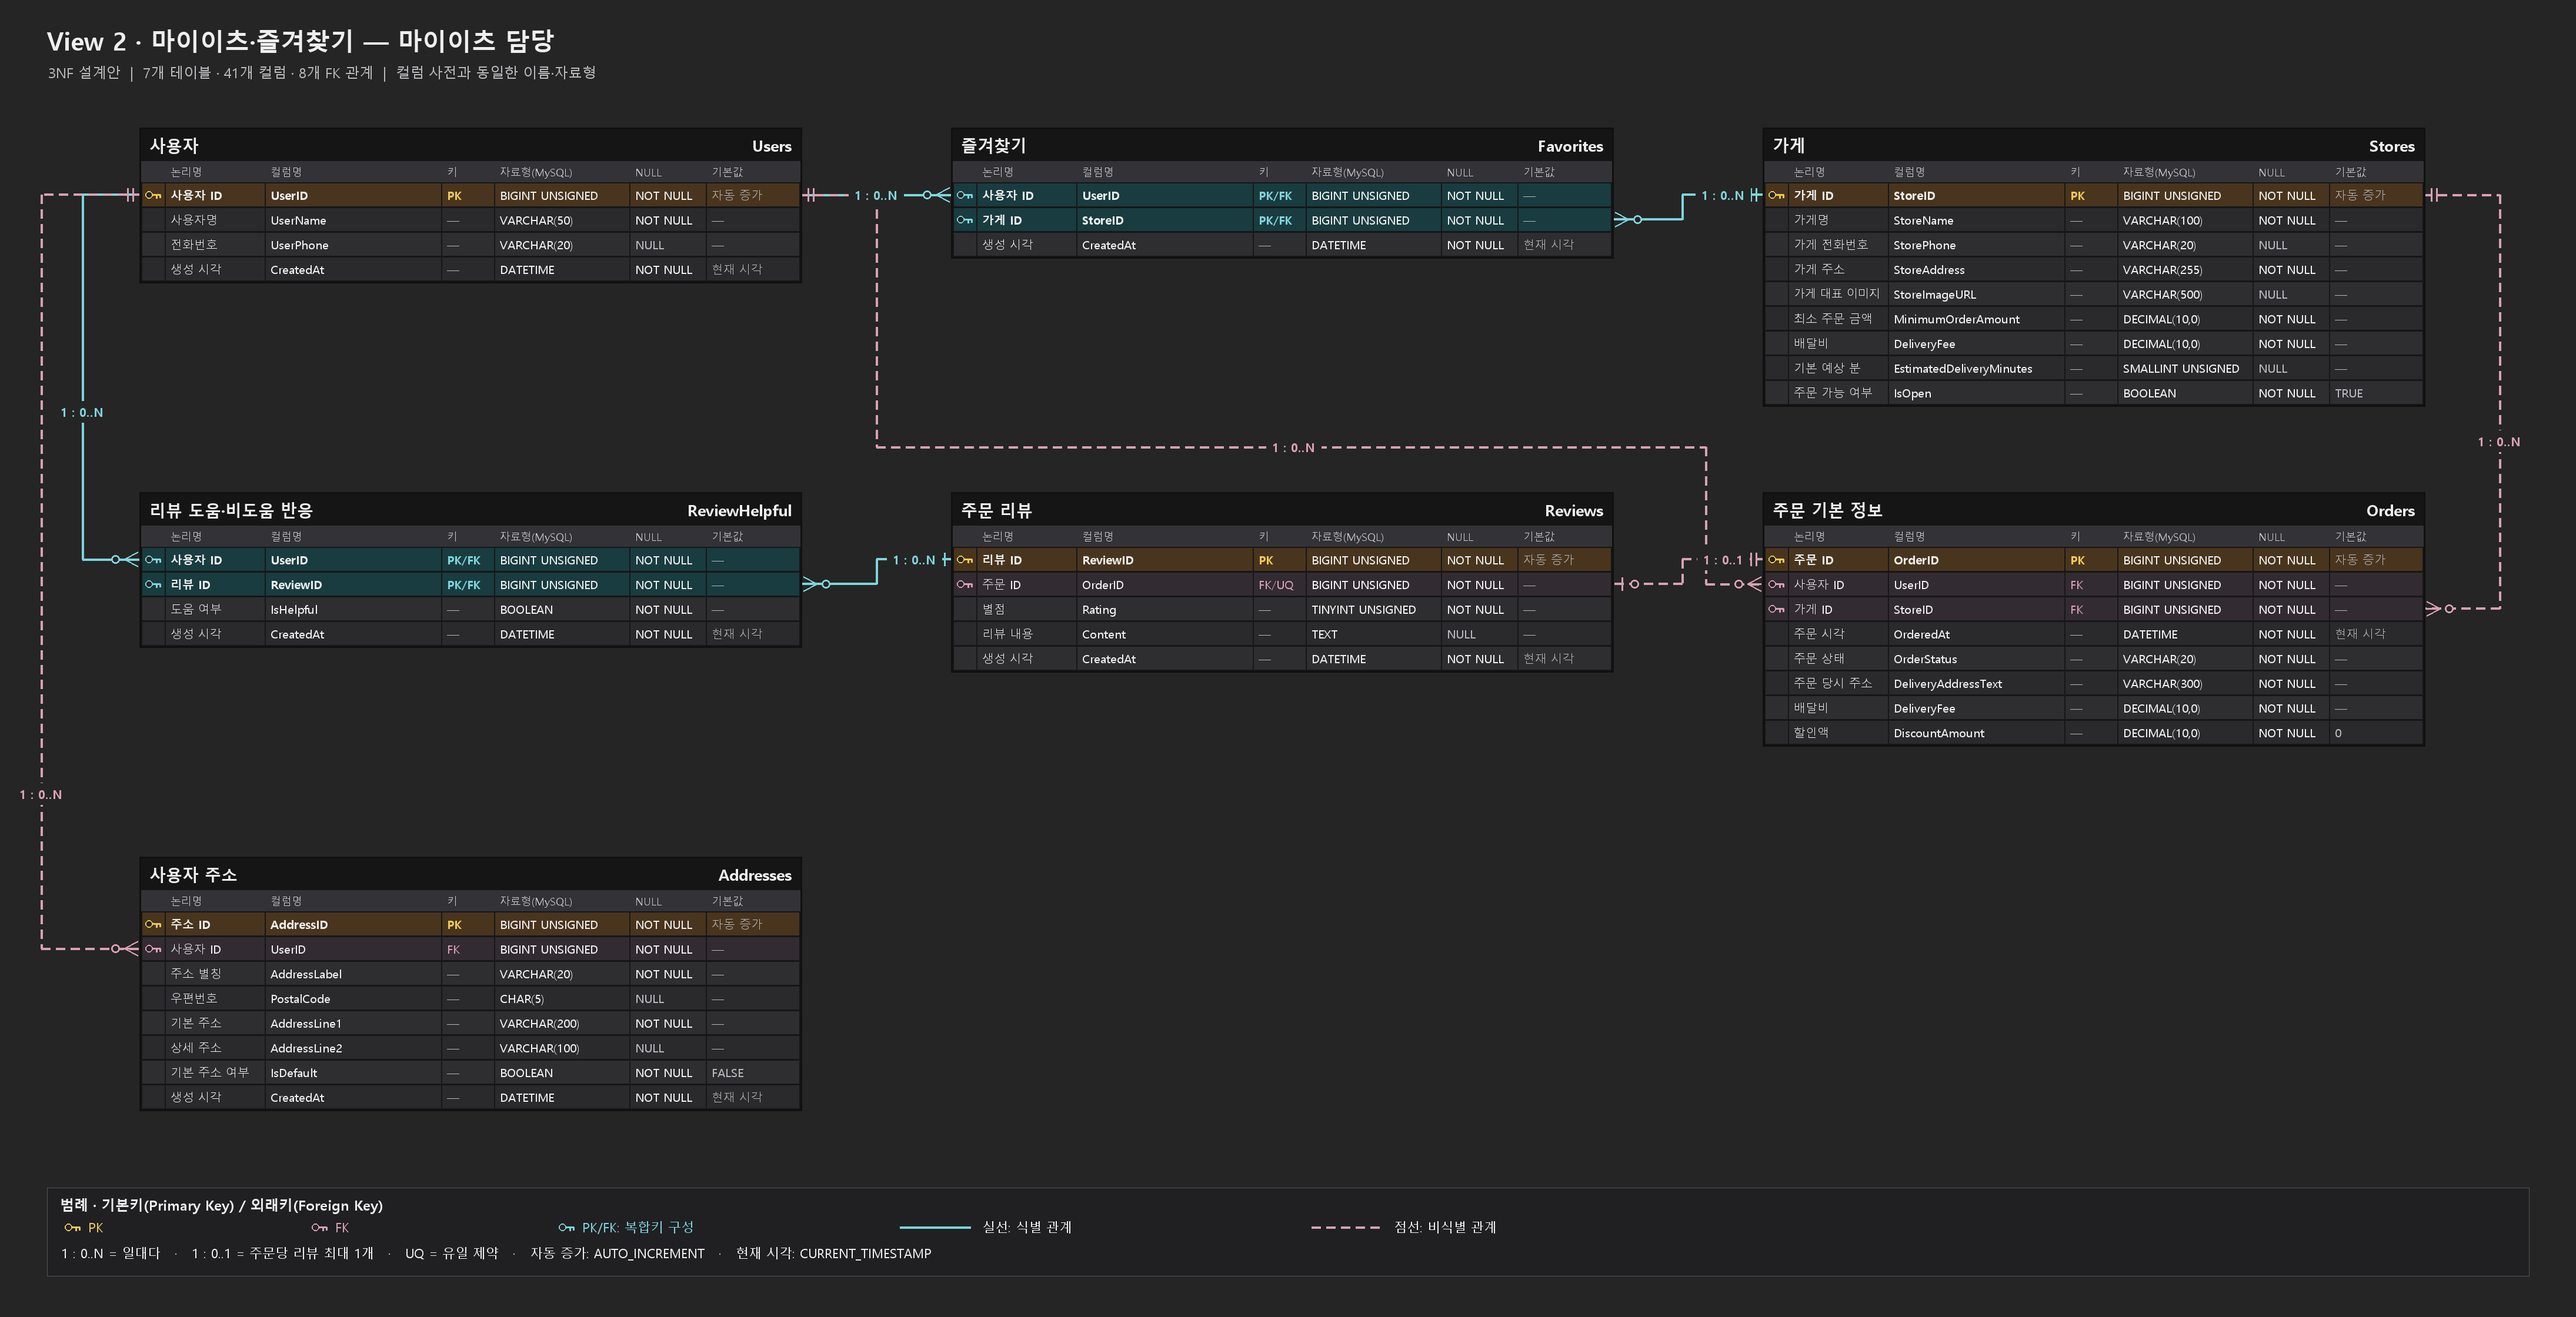 View 2 · 마이이츠·즐겨찾기 — 마이이츠 담당
3NF 설계안 | 7개 테이블 · 41개 컬럼 · 8개 FK 관계 | 컬럼 사전과 동일한 이름·자료형
사용자 Users
논리명 컬럼명 키 자료형(MySQL) NULL 기본값
사용자 ID UserID PK BIGINT UNSIGNED NOT NULL 자동 증가
사용자명 UserName — VARCHAR(50) NOT NULL —
전화번호 UserPhone — VARCHAR(20) NULL —
생성 시각 CreatedAt — DATETIME NOT NULL 현재 시각
1 : 0..N
즐겨찾기 Favorites
논리명 컬럼명 키 자료형(MySQL) NULL 기본값
사용자 ID UserID PK/FK BIGINT UNSIGNED NOT NULL —
가게 ID StoreID PK/FK BIGINT UNSIGNED NOT NULL —
생성 시각 CreatedAt — DATETIME NOT NULL 현재 시각
1 : 0..N
가게 Stores
논리명 컬럼명 키 자료형(MySQL) NULL 기본값
가게 ID StoreID PK BIGINT UNSIGNED NOT NULL 자동 증가
가게명 StoreName — VARCHAR(100) NOT NULL —
가게 전화번호 StorePhone — VARCHAR(20) NULL —
가게 주소 StoreAddress — VARCHAR(255) NOT NULL —
가게 대표 이미지 StoreImageURL — VARCHAR(500) NULL —
최소 주문 금액 MinimumOrderAmount — DECIMAL(10,0) NOT NULL —
배달비 DeliveryFee — DECIMAL(10,0) NOT NULL —
기본 예상 분 EstimatedDeliveryMinutes — SMALLINT UNSIGNED NULL —
주문 가능 여부 IsOpen — BOOLEAN NOT NULL TRUE
1 : 0..N
1 : 0..N
1 : 0..N
리뷰 도움·비도움 반응 ReviewHelpful
논리명 컬럼명 키 자료형(MySQL) NULL 기본값
사용자 ID UserID PK/FK BIGINT UNSIGNED NOT NULL —
리뷰 ID ReviewID PK/FK BIGINT UNSIGNED NOT NULL —
도움 여부 IsHelpful — BOOLEAN NOT NULL —
생성 시각 CreatedAt — DATETIME NOT NULL 현재 시각
1 : 0..N
주문 리뷰 Reviews
논리명 컬럼명 키 자료형(MySQL) NULL 기본값
리뷰 ID ReviewID PK BIGINT UNSIGNED NOT NULL 자동 증가
주문 ID OrderID FK/UQ BIGINT UNSIGNED NOT NULL —
별점 Rating — TINYINT UNSIGNED NOT NULL —
리뷰 내용 Content — TEXT NULL —
생성 시각 CreatedAt — DATETIME NOT NULL 현재 시각
1 : 0..1
주문 기본 정보 Orders
논리명 컬럼명 키 자료형(MySQL) NULL 기본값
주문 ID OrderID PK BIGINT UNSIGNED NOT NULL 자동 증가
사용자 ID UserID FK BIGINT UNSIGNED NOT NULL —
가게 ID StoreID FK BIGINT UNSIGNED NOT NULL —
주문 시각 OrderedAt — DATETIME NOT NULL 현재 시각
주문 상태 OrderStatus — VARCHAR(20) NOT NULL —
주문 당시 주소 DeliveryAddressText — VARCHAR(300) NOT NULL —
배달비 DeliveryFee — DECIMAL(10,0) NOT NULL —
할인액 DiscountAmount — DECIMAL(10,0) NOT NULL 0
1 : 0..N
사용자 주소 Addresses
논리명 컬럼명 키 자료형(MySQL) NULL 기본값
주소 ID AddressID PK BIGINT UNSIGNED NOT NULL 자동 증가
사용자 ID UserID FK BIGINT UNSIGNED NOT NULL —
주소 별칭 AddressLabel — VARCHAR(20) NOT NULL —
우편번호 PostalCode — CHAR(5) NULL —
기본 주소 AddressLine1 — VARCHAR(200) NOT NULL —
상세 주소 AddressLine2 — VARCHAR(100) NULL —
기본 주소 여부 IsDefault — BOOLEAN NOT NULL FALSE
생성 시각 CreatedAt — DATETIME NOT NULL 현재 시각
범례 · 기본키(Primary Key) / 외래키(Foreign Key)
PK FK PK/FK: 복합키 구성 실선: 식별 관계 점선: 비식별 관계
1 : 0..N = 일대다 · 1 : 0..1 = 주문당 리뷰 최대 1개 · UQ = 유일 제약 · 자동 증가: AUTO_INCREMENT · 현재 시각: CURRENT_TIMESTAMP